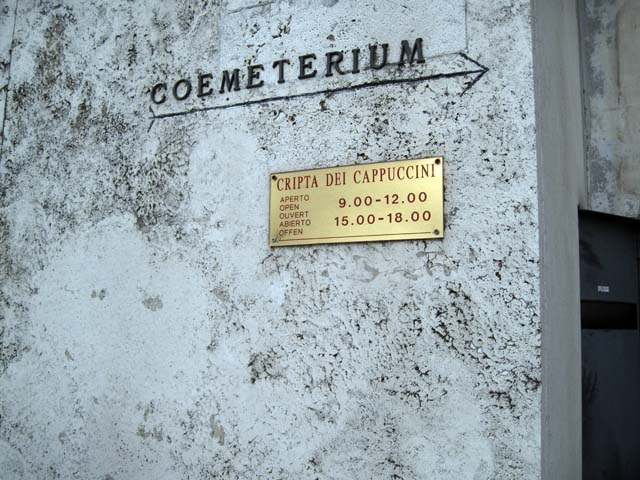 COEMETERIUM
CRIPTA DEI CAPPUCCINI
APERTO
OPEN 9.00-12.00
OUVERT
ABIERTO 15.00-18.00
OFFEN